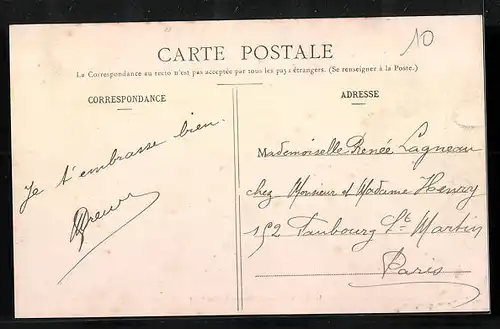 10
CARTE POSTALE
La Correspondance au recto n'est pas acceptée par tous les pays étrangers. (Se renseigner à la Poste.)
CORRESPONDANCE
Je t'embrasse bien.
ADRESSE
Mademoiselle Renée Lagneau
chez Monsieur et Madame Henry
152 Faubourg St Martin
Paris